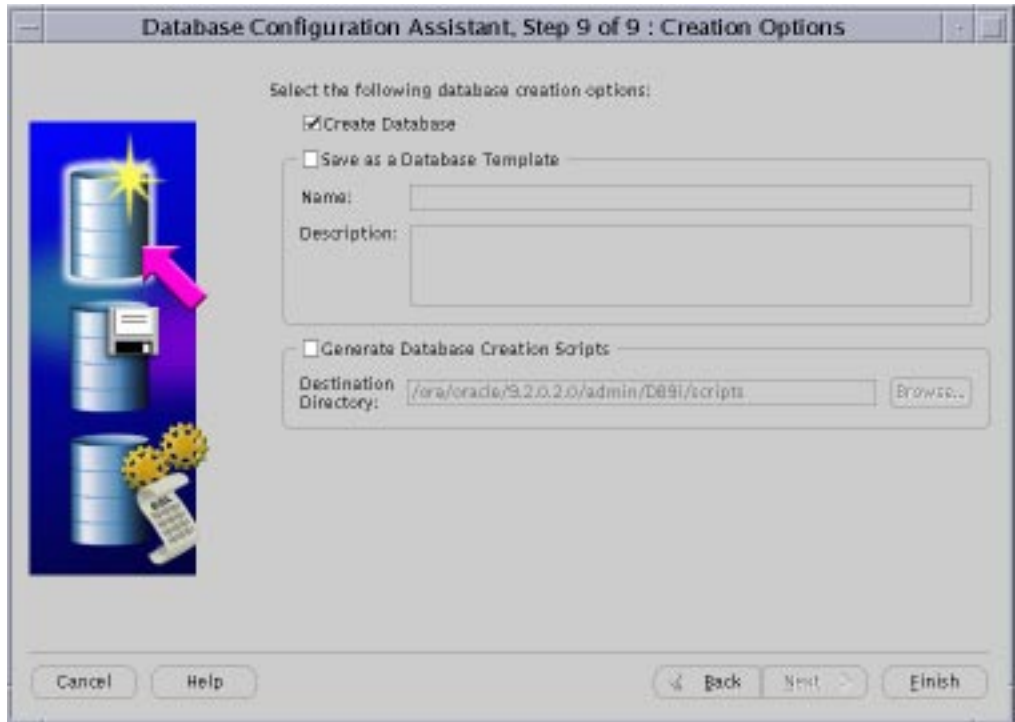 Database Configuration Assistant, Step 9 of 9 : Creation Options
Select the following database creation options:
Create Database
Save as a Database Template
Name:
Description:
Generate Database Creation Scripts
Destination Directory: /ora/oracle/9.2.0.2.0/admin/DB9i/scripts Browse...
SQL
Cancel Help Back Next Finish